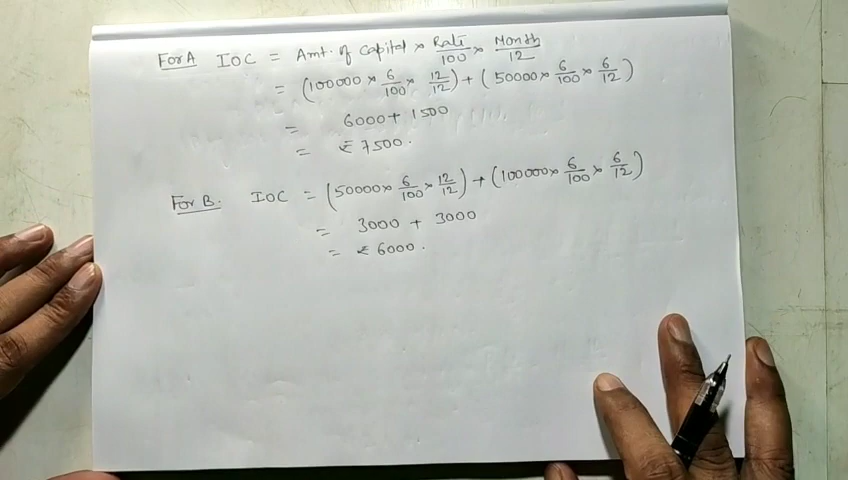 For A IOC = Amt. of Capital × Rate/100 × Month/12
= (100000 × 6/100 × 12/12) + (50000 × 6/100 × 6/12)
= 6000 + 1500
= ₹ 7500.
For B. IOC = (50000 × 6/100 × 12/12) + (100000 × 6/100 × 6/12)
= 3000 + 3000
= ₹ 6000.